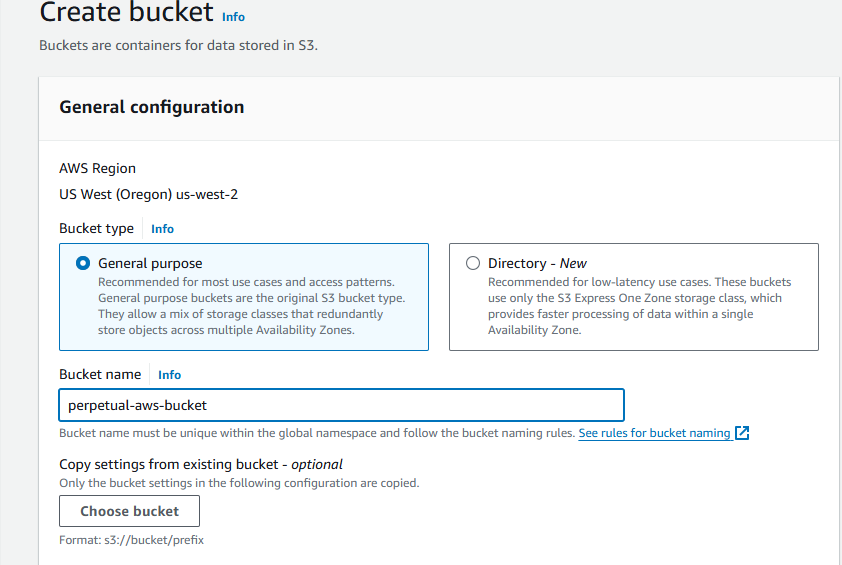 Create bucket Info
Buckets are containers for data stored in S3.
General configuration
AWS Region
US West (Oregon) us-west-2
Bucket type Info
General purpose
Recommended for most use cases and access patterns.
General purpose buckets are the original S3 bucket type.
They allow a mix of storage classes that redundantly
store objects across multiple Availability Zones.
Directory - New
Recommended for low-latency use cases. These buckets
use only the S3 Express One Zone storage class, which
provides faster processing of data within a single
Availability Zone.
Bucket name Info
perpetual-aws-bucket
Bucket name must be unique within the global namespace and follow the bucket naming rules. See rules for bucket naming
Copy settings from existing bucket - optional
Only the bucket settings in the following configuration are copied.
Choose bucket
Format: s3://bucket/prefix